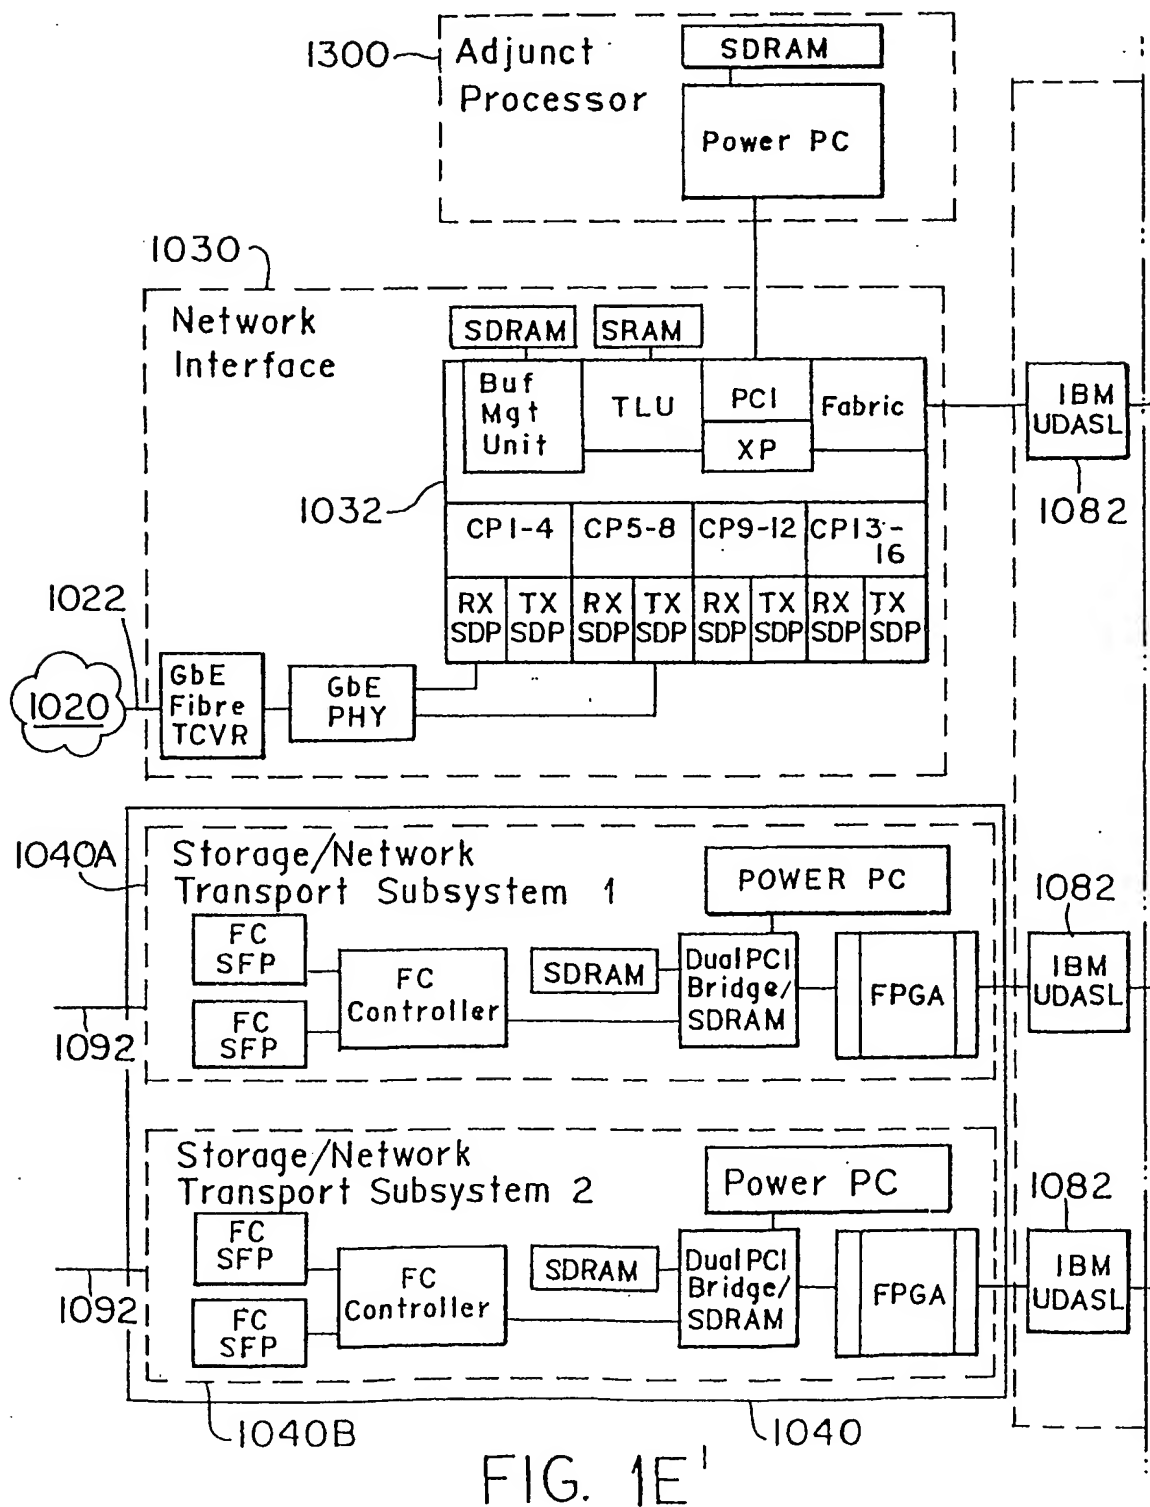 1300
Adjunct
Processor
SDRAM
Power PC
1030
Network
Interface
SDRAM
SRAM
Buf
Mgt
Unit
TLU
PCI
XP
Fabric
IBM
UDASL
1082
1032
CP1-4
CP5-8
CP9-12
CP13-
16
RX
SDP
TX
SDP
RX
SDP
TX
SDP
RX
SDP
TX
SDP
RX
SDP
TX
SDP
1022
1020
GbE
Fibre
TCVR
GbE
PHY
1040A
Storage/Network
Transport Subsystem 1
POWER PC
FC
SFP
FC
SFP
FC
Controller
SDRAM
Dual PCI
Bridge/
SDRAM
FPGA
1082
IBM
UDASL
1092
Storage/Network
Transport Subsystem 2
Power PC
FC
SFP
FC
SFP
FC
Controller
SDRAM
Dual PCI
Bridge/
SDRAM
FPGA
1082
IBM
UDASL
1092
1040B
1040
FIG. 1E'